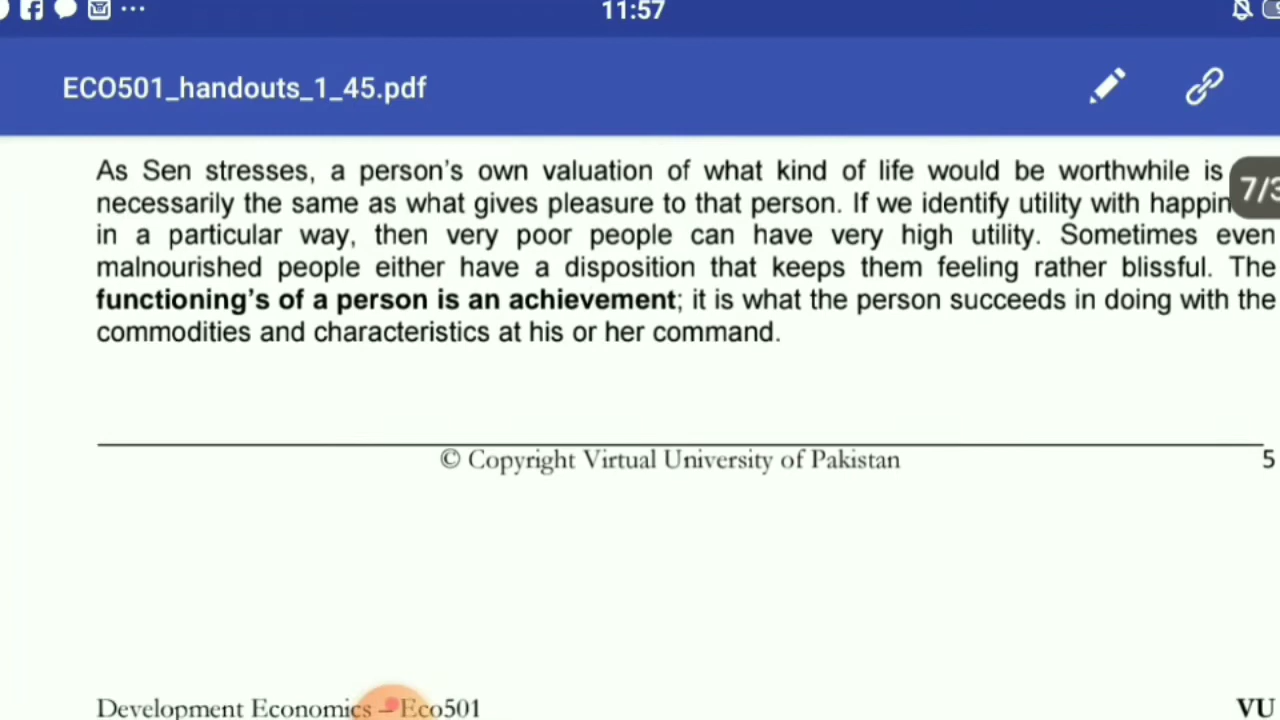 11:57
ECO501_handouts_1_45.pdf
As Sen stresses, a person's own valuation of what kind of life would be worthwhile is
7/3
necessarily the same as what gives pleasure to that person. If we identify utility with happin
in a particular way, then very poor people can have very high utility. Sometimes even
malnourished people either have a disposition that keeps them feeling rather blissful. The
functioning's of a person is an achievement; it is what the person succeeds in doing with the
commodities and characteristics at his or her command.
© Copyright Virtual University of Pakistan 5
Development Economics – Eco501 VU